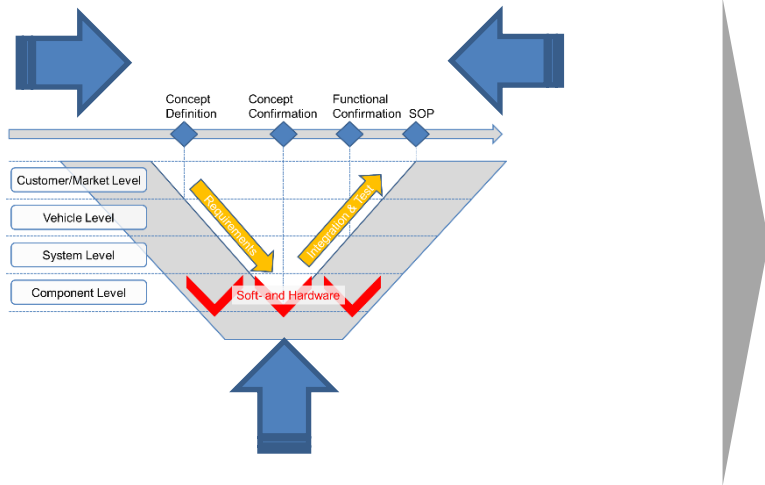 Concept
Definition
Concept
Confirmation
Functional
Confirmation
SOP
Customer/Market Level
Vehicle Level
System Level
Component Level
Requirements
Integration & Test
Soft- and Hardware